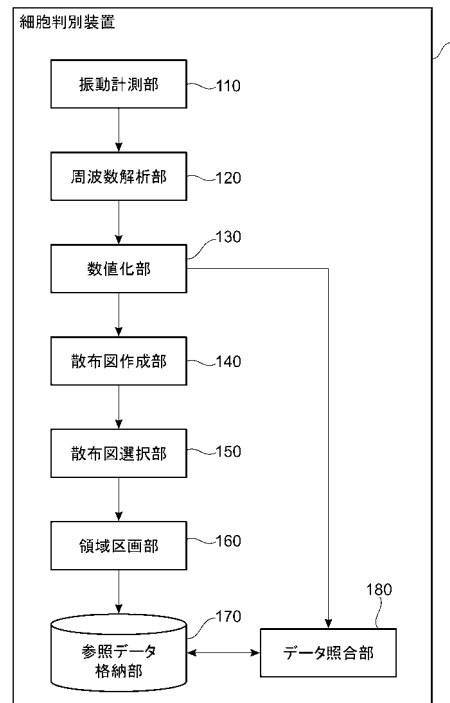 細胞判別装置
振動計測部
110
周波数解析部
120
数値化部
130
散布図作成部
140
散布図選択部
150
領域区画部
160
参照データ
格納部
170
データ照合部
180